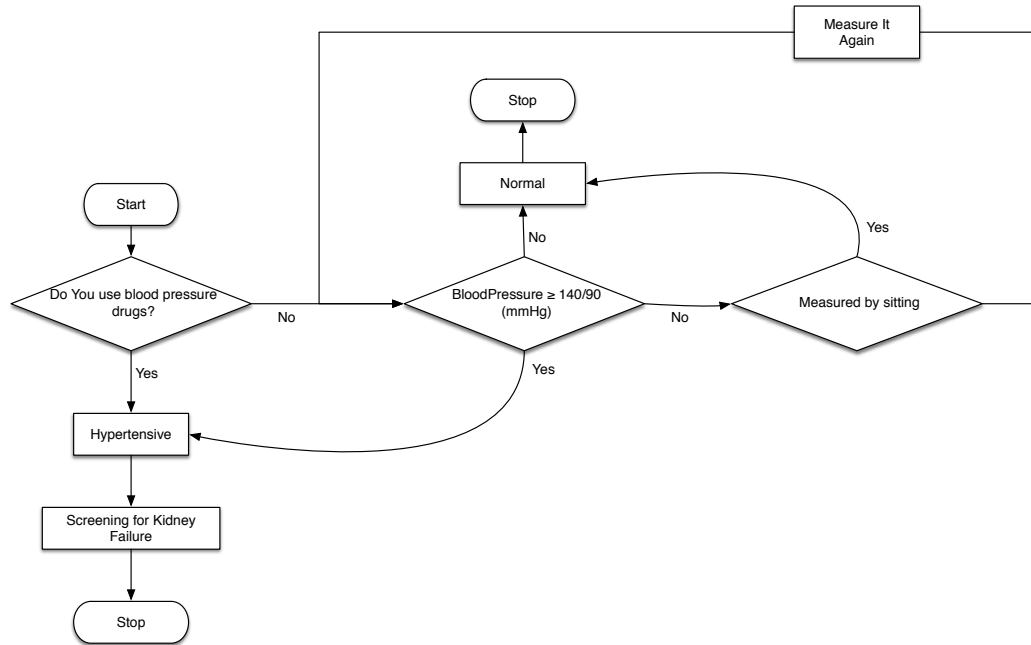 Measure It
Again
Stop
Normal
Start
Yes
No
Do You use blood pressure
drugs?
No
BloodPressure ≥ 140/90
(mmHg)
No
Measured by sitting
Yes
Yes
Hypertensive
Screening for Kidney
Failure
Stop